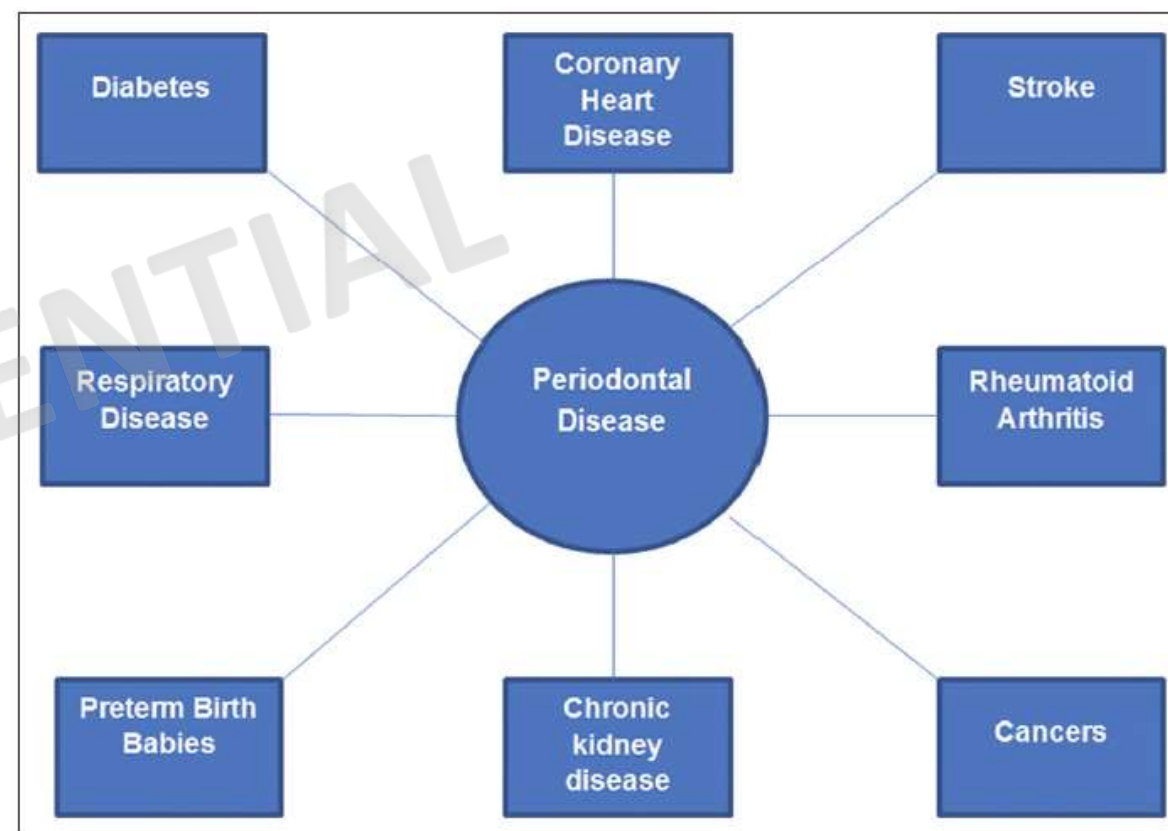 Diabetes
Coronary
Heart
Disease
Stroke
Respiratory
Disease
Periodontal
Disease
Rheumatoid
Arthritis
Preterm Birth
Babies
Chronic
kidney
disease
Cancers
ENTIAL